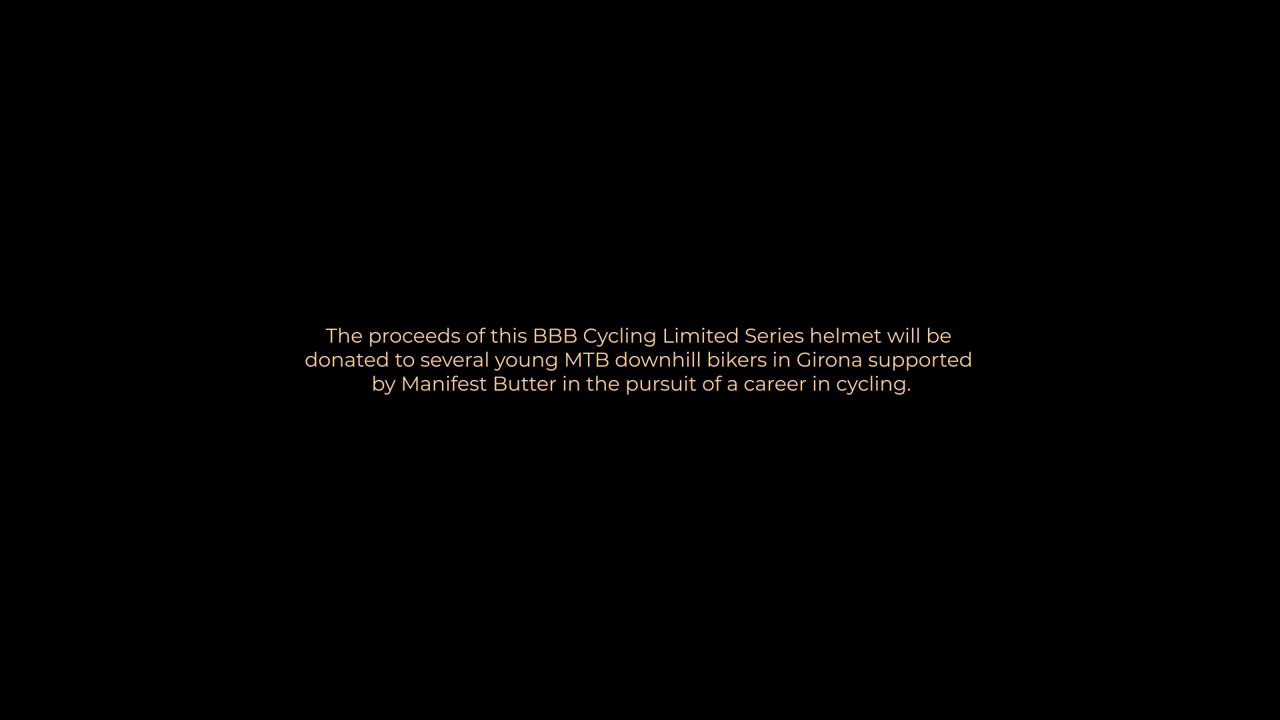 The proceeds of this BBB Cycling Limited Series helmet will be
donated to several young MTB downhill bikers in Girona supported
by Manifest Butter in the pursuit of a career in cycling.